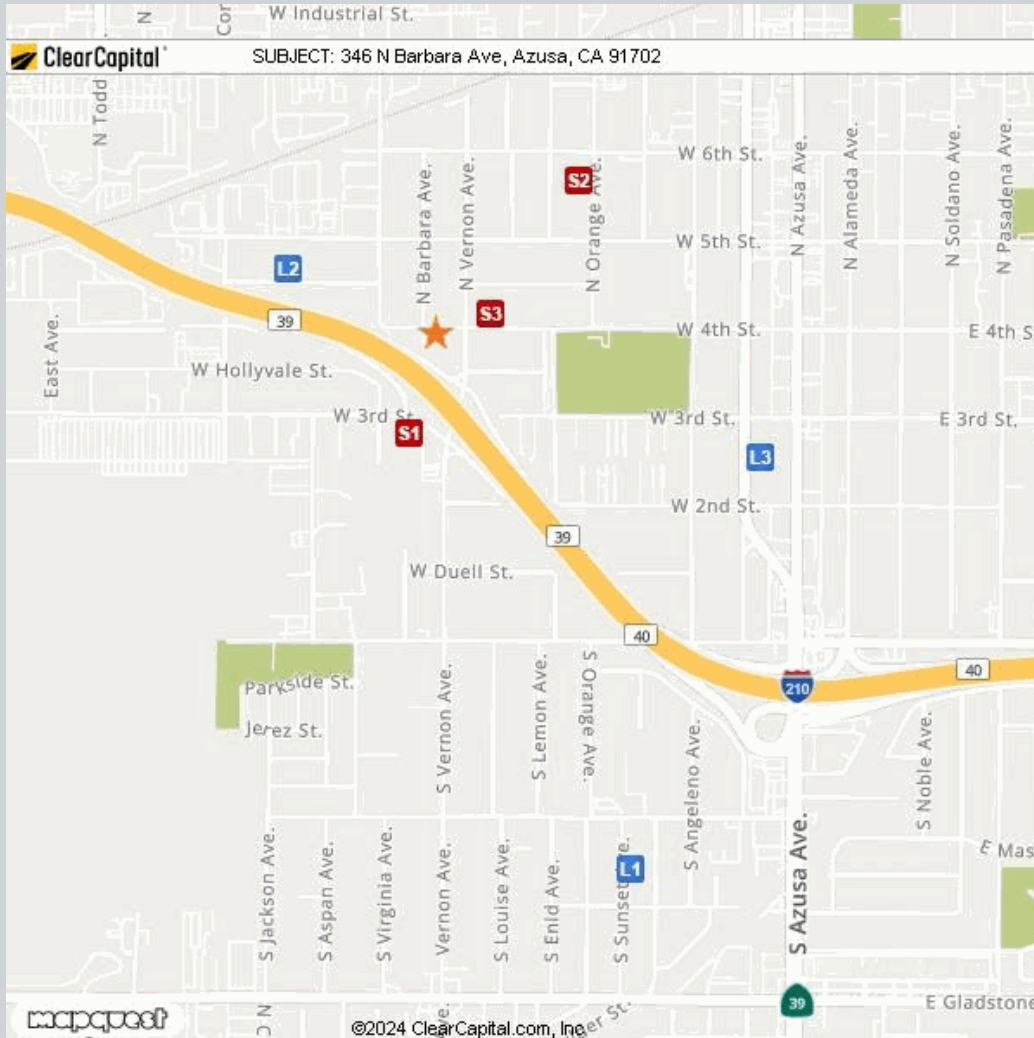 W Industrial St.
N
Cor
ClearCapital
SUBJECT: 346 N Barbara Ave, Azusa, CA 91702
N Todd
W 6th St.
S2
N Barbara Ave.
N Vernon Ave.
N Orange Ave.
N Azusa Ave.
N Alameda Ave.
N Soldano Ave.
N Pasadena Ave.
W 5th St.
L2
S3
39
W 4th St.
E 4th S
East Ave.
W Hollyvale St.
W 3rd St.
S1
W 3rd St.
E 3rd St.
L3
W 2nd St.
39
W Duell St.
40
40
210
Parkside St.
Jerez St.
S Vernon Ave.
S Lemon Ave.
S Orange Ave.
S Angeleno Ave.
S Noble Ave.
S Azusa Ave.
E Mas
L1
S Jackson Ave.
S Aspan Ave.
S Virginia Ave.
Vernon Ave.
S Louise Ave.
S Enid Ave.
S Sunset
39
E Gladstone
mapquest
©2024 ClearCapital.com, Inc